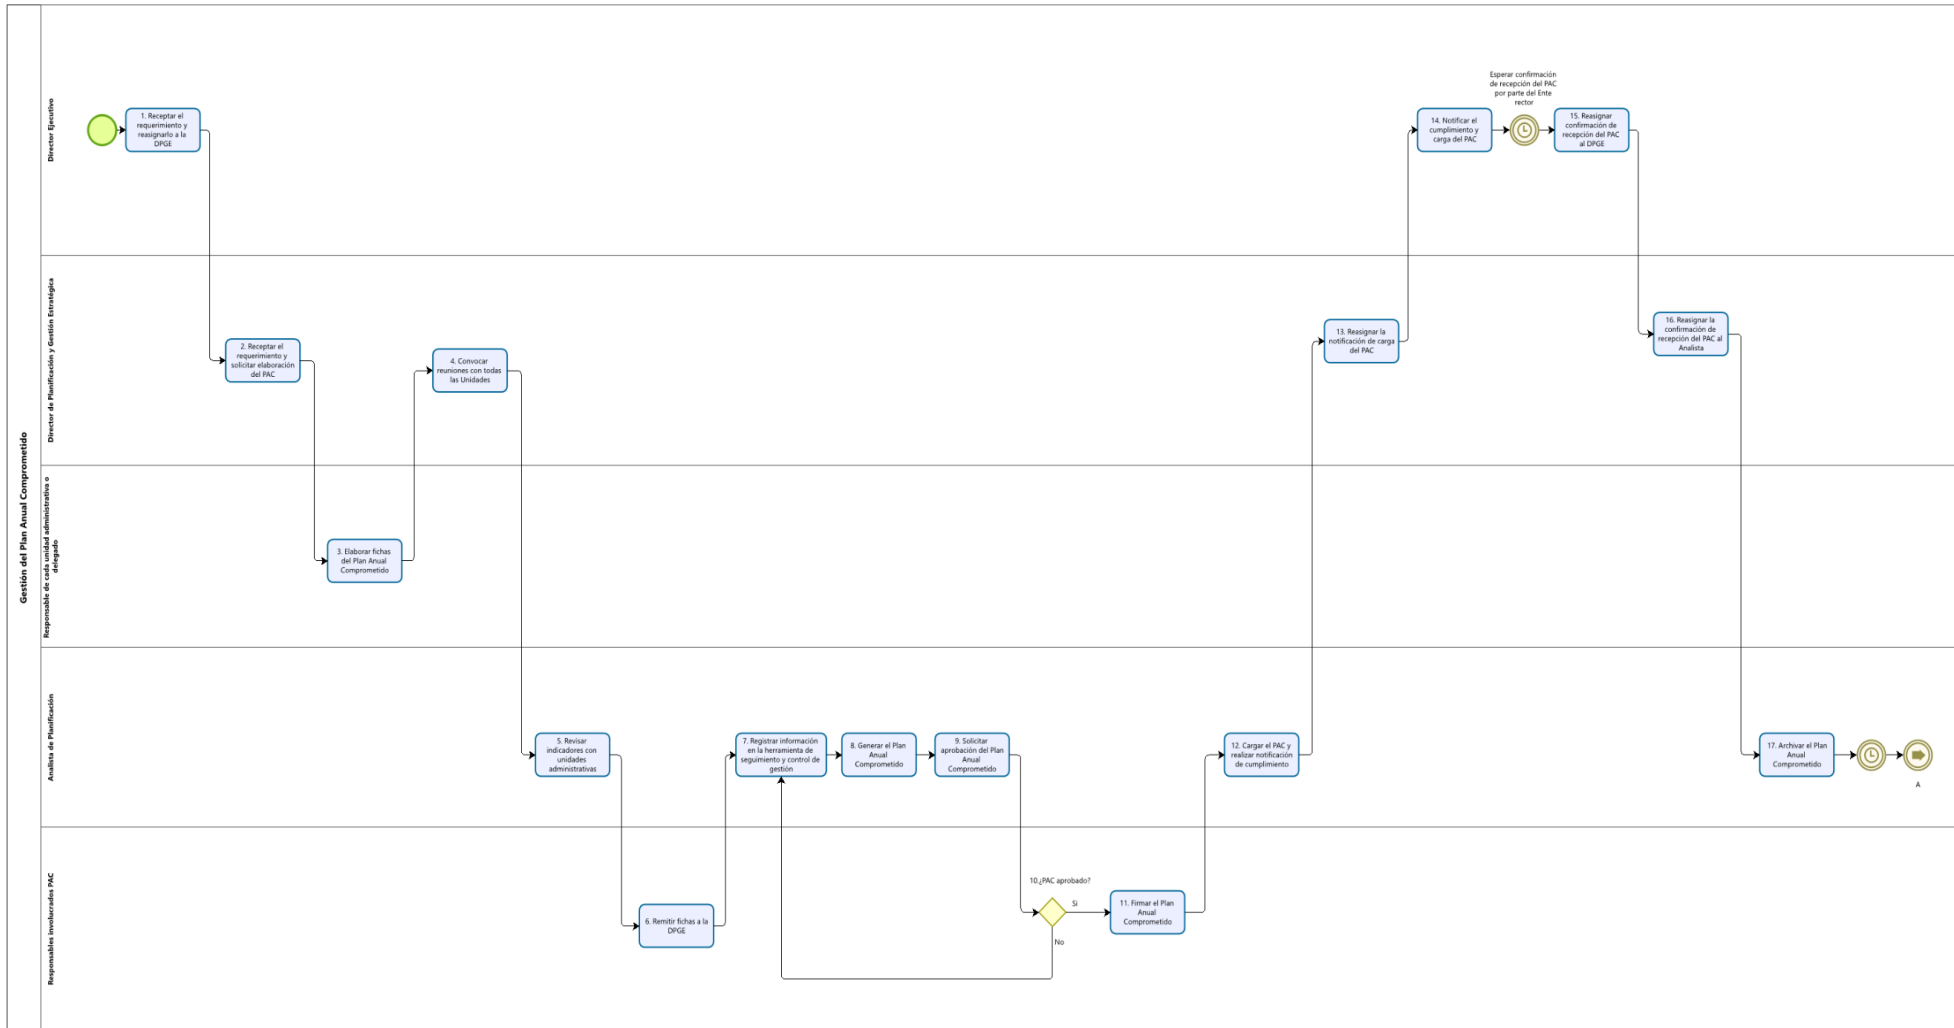 Gestión del Plan Anual Comprometido
Director Ejecutivo
1. Receptar el
requerimiento y
reasignarlo a la
DPGE
14. Notificar el
cumplimiento y
carga del PAC
Esperar confirmación
de recepción del PAC
por parte del Ente
rector
15. Reasignar
confirmación de
recepción del PAC
al DPGE
Director de Planificación y Gestión Estratégica
2. Receptar el
requerimiento y
solicitar elaboración
del PAC
4. Convocar
reuniones con todas
las Unidades
13. Reasignar la
notificación de carga
del PAC
16. Reasignar la
confirmación de
recepción del PAC al
Analista
Responsable de cada unidad administrativa o
delegado
3. Elaborar fichas
del Plan Anual
Comprometido
Analista de Planificación
5. Revisar
indicadores con
unidades
administrativas
7. Registrar información
en la herramienta de
seguimiento y control de
gestión
8. Generar el Plan
Anual
Comprometido
9. Solicitar
aprobación del Plan
Anual
Comprometido
12. Cargar el PAC y
realizar notificación
de cumplimiento
17. Archivar el Plan
Anual
Comprometido
A
Responsables involucrados PAC
6. Remitir fichas a la
DPGE
10.¿PAC aprobado?
Si
No
11. Firmar el Plan
Anual
Comprometido